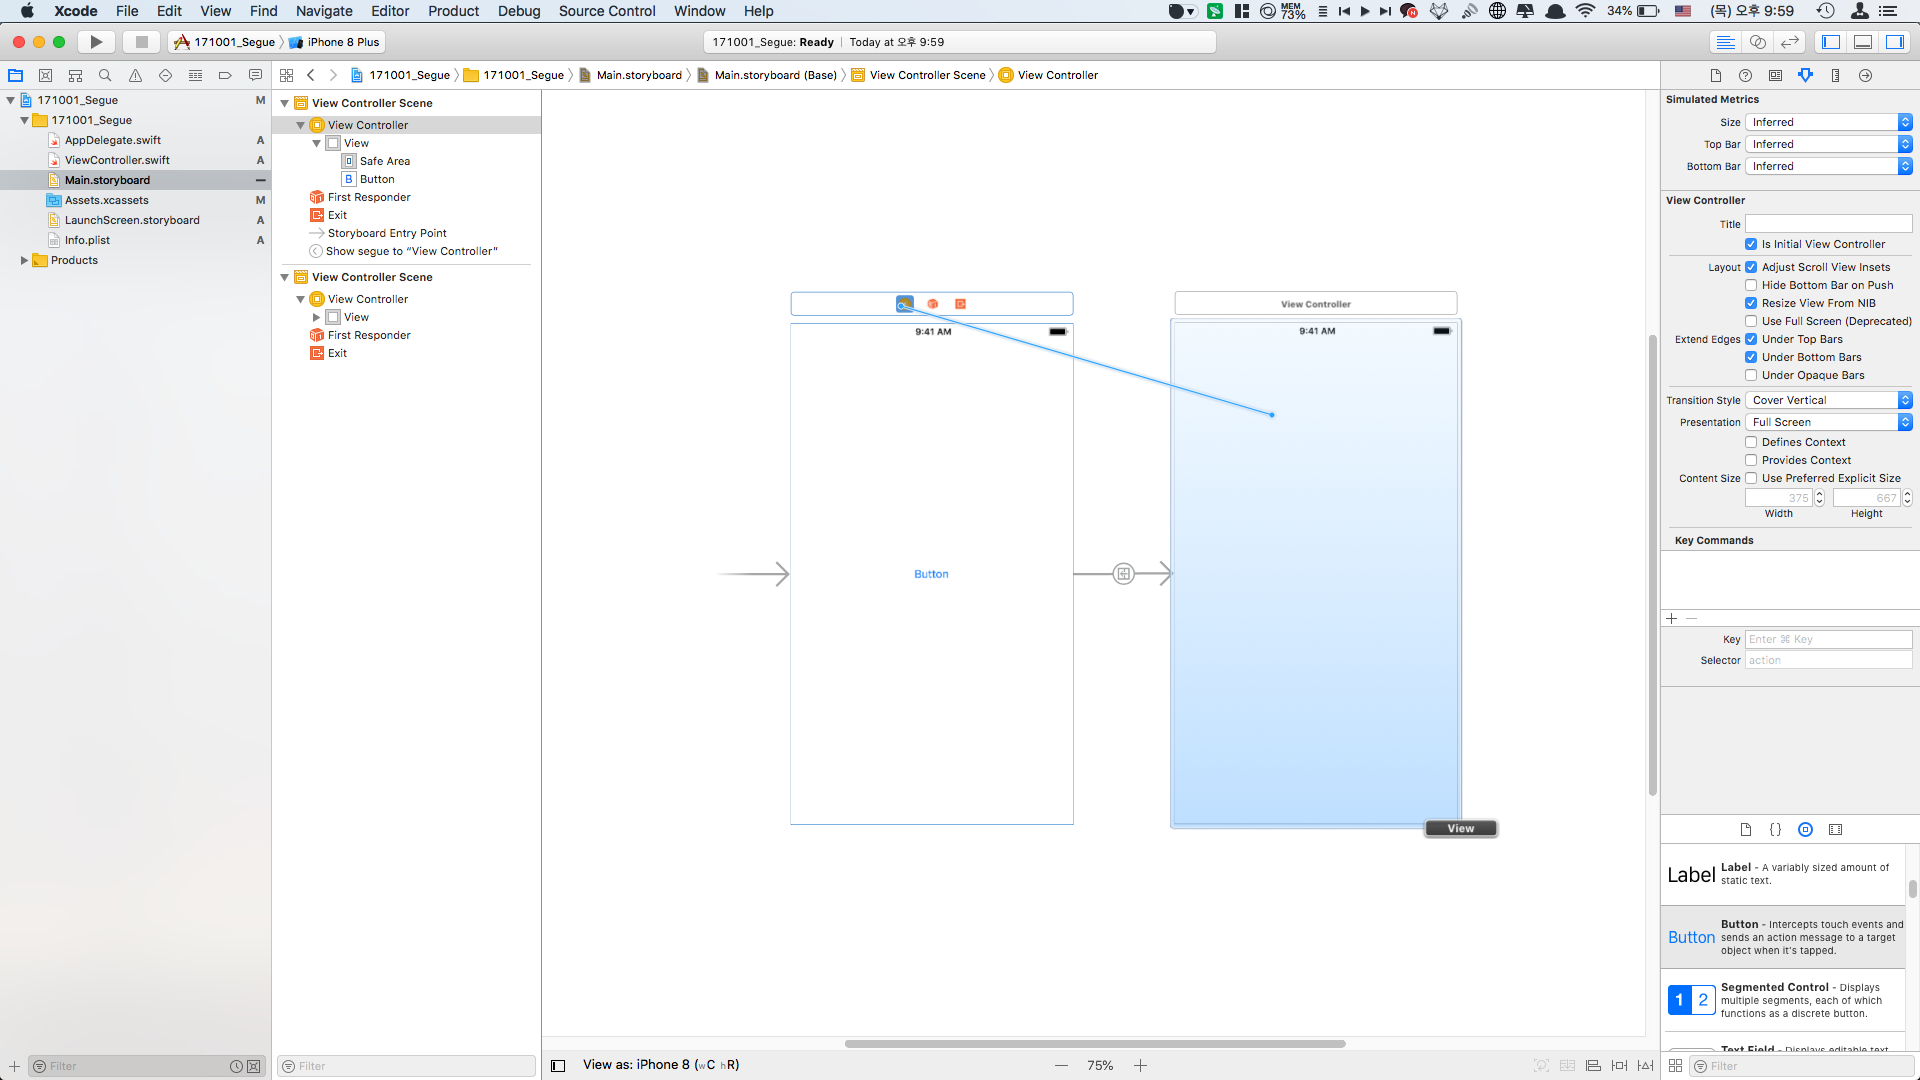 Xcode File Edit View Find Navigate Editor Product Debug Source Control Window Help
MEM 73%
34%
(목) 오후 9:59
171001_Segue
iPhone 8 Plus
171001_Segue: Ready
Today at 오후 9:59
171001_Segue
171001_Segue
Main.storyboard
Main.storyboard (Base)
View Controller Scene
View Controller
171001_Segue M
171001_Segue
AppDelegate.swift A
ViewController.swift A
Main.storyboard
Assets.xcassets M
LaunchScreen.storyboard A
Info.plist A
Products
Filter
View Controller Scene
View Controller
View
Safe Area
B Button
First Responder
Exit
Storyboard Entry Point
Show segue to “View Controller”
View Controller Scene
View Controller
View
First Responder
Exit
Filter
9:41 AM
Button
View Controller
9:41 AM
View
View as: iPhone 8 (wC hR)
75%
Simulated Metrics
Size Inferred
Top Bar Inferred
Bottom Bar Inferred
View Controller
Title
Is Initial View Controller
Layout Adjust Scroll View Insets
Hide Bottom Bar on Push
Resize View From NIB
Use Full Screen (Deprecated)
Extend Edges Under Top Bars
Under Bottom Bars
Under Opaque Bars
Transition Style Cover Vertical
Presentation Full Screen
Defines Context
Provides Context
Content Size Use Preferred Explicit Size
375 667
Width Height
Key Commands
Key Enter ⌘ Key
Selector action
Label
Label - A variably sized amount of
static text.
Button
Button - Intercepts touch events and
sends an action message to a target
object when it's tapped.
1 2
Segmented Control - Displays
multiple segments, each of which
functions as a discrete button.
Text Field - Displays editable text
Filter